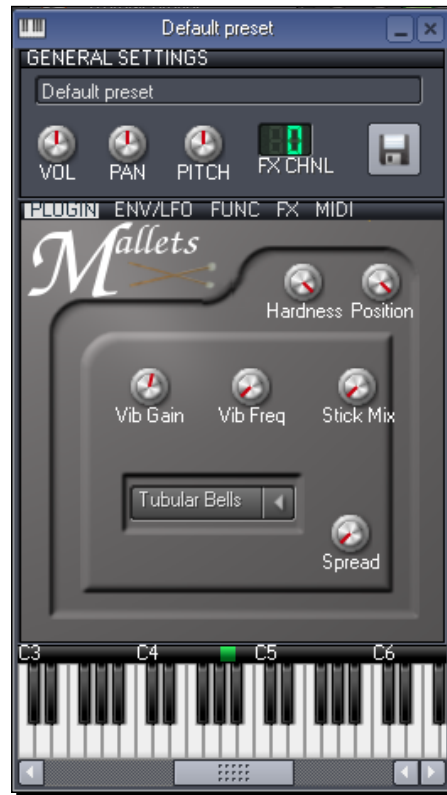 Default preset
GENERAL SETTINGS
Default preset
VOL PAN PITCH FX CHNL
0
PLUGIN ENV/LFO FUNC FX MIDI
Mallets
Hardness Position
Vib Gain Vib Freq Stick Mix
Tubular Bells
Spread
C3 C4 C5 C6